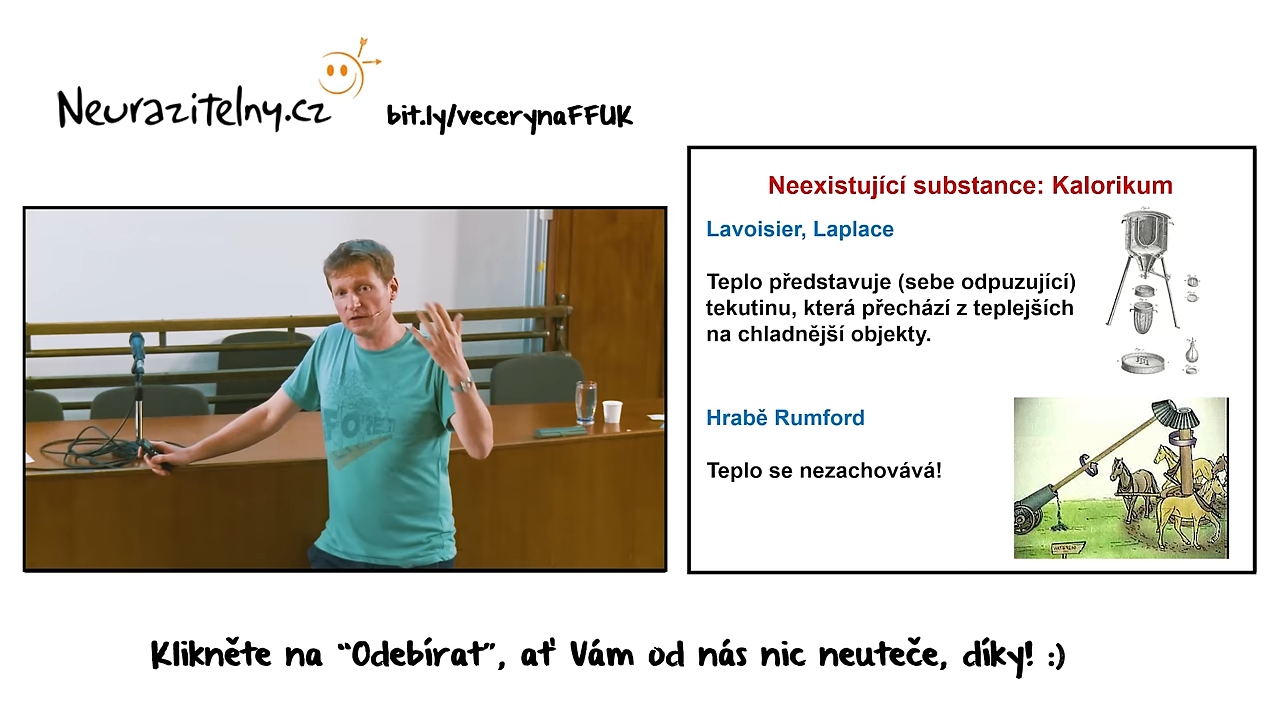 Neurazitelny.cz
bit.ly/vecerynaFFUK
Neexistující substance: Kalorikum
Lavoisier, Laplace
Teplo představuje (sebe odpuzující)
tekutinu, která přechází z teplejších
na chladnější objekty.
Hrabě Rumford
Teplo se nezachovává!
Klikněte na “Odebírat”, ať Vám od nás nic neuteče, díky! :)